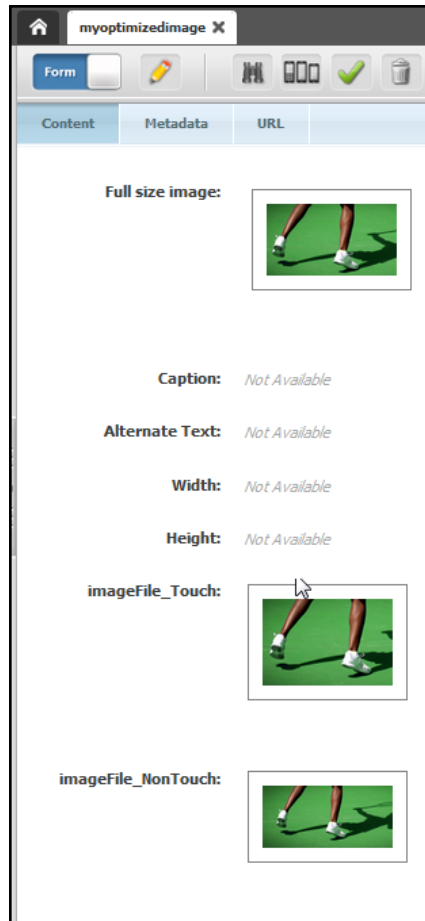 myoptimizedimage
Form
Content Metadata URL
Full size image:
Caption: Not Available
Alternate Text: Not Available
Width: Not Available
Height: Not Available
imageFile_Touch:
imageFile_NonTouch: